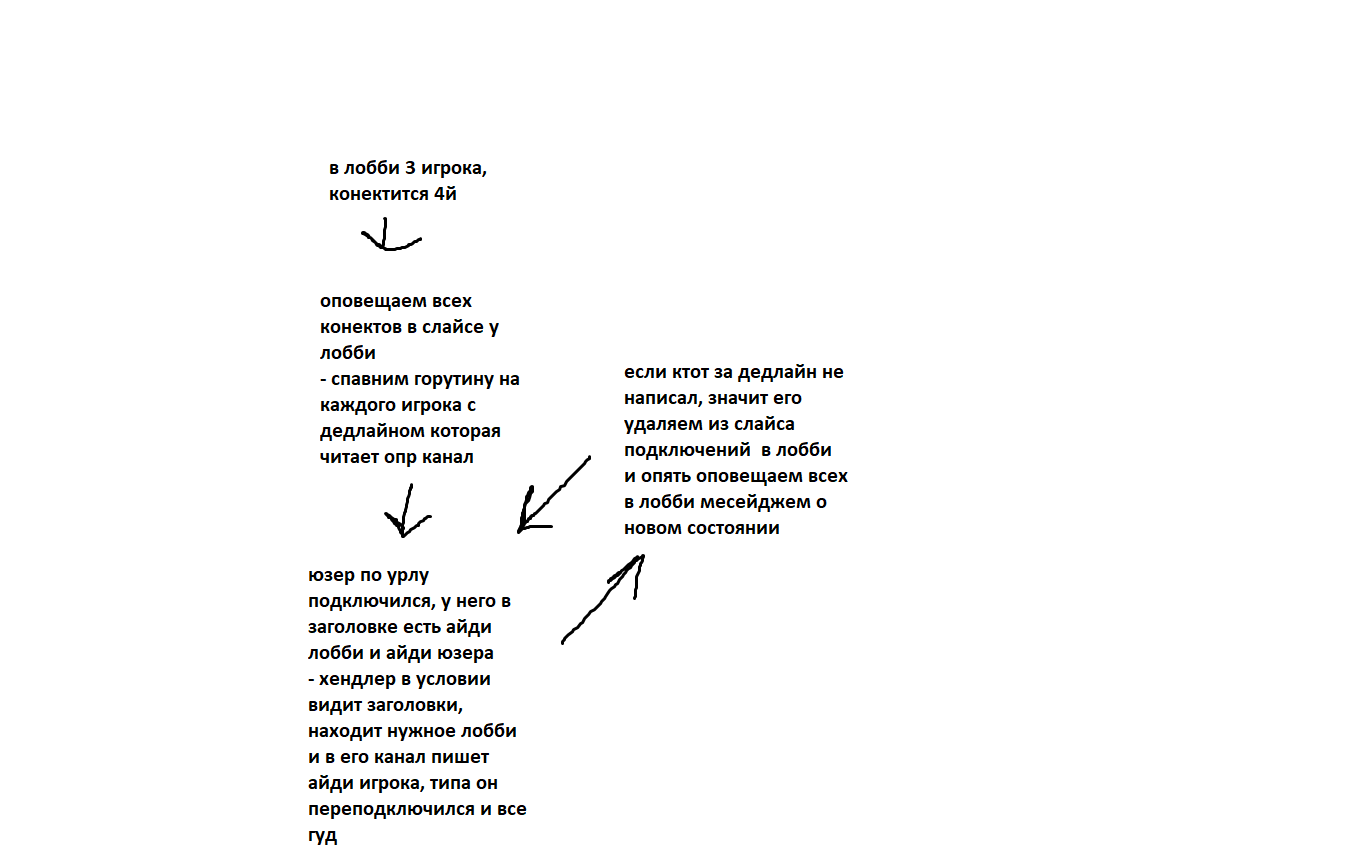 в лобби 3 игрока,
конектится 4й
оповещаем всех
конектов в слайсе у
лобби
- спавним горутину на
каждого игрока с
дедлайном которая
читает опр канал
если ктот за дедлайн не
написал, значит его
удаляем из слайса
подключений  в лобби
и опять оповещаем всех
в лобби месейджем о
новом состоянии
юзер по урлу
подключился, у него в
заголовке есть айди
лобби и айди юзера
- хендлер в условии
видит заголовки,
находит нужное лобби
и в его канал пишет
айди игрока, типа он
переподключился и все
гуд